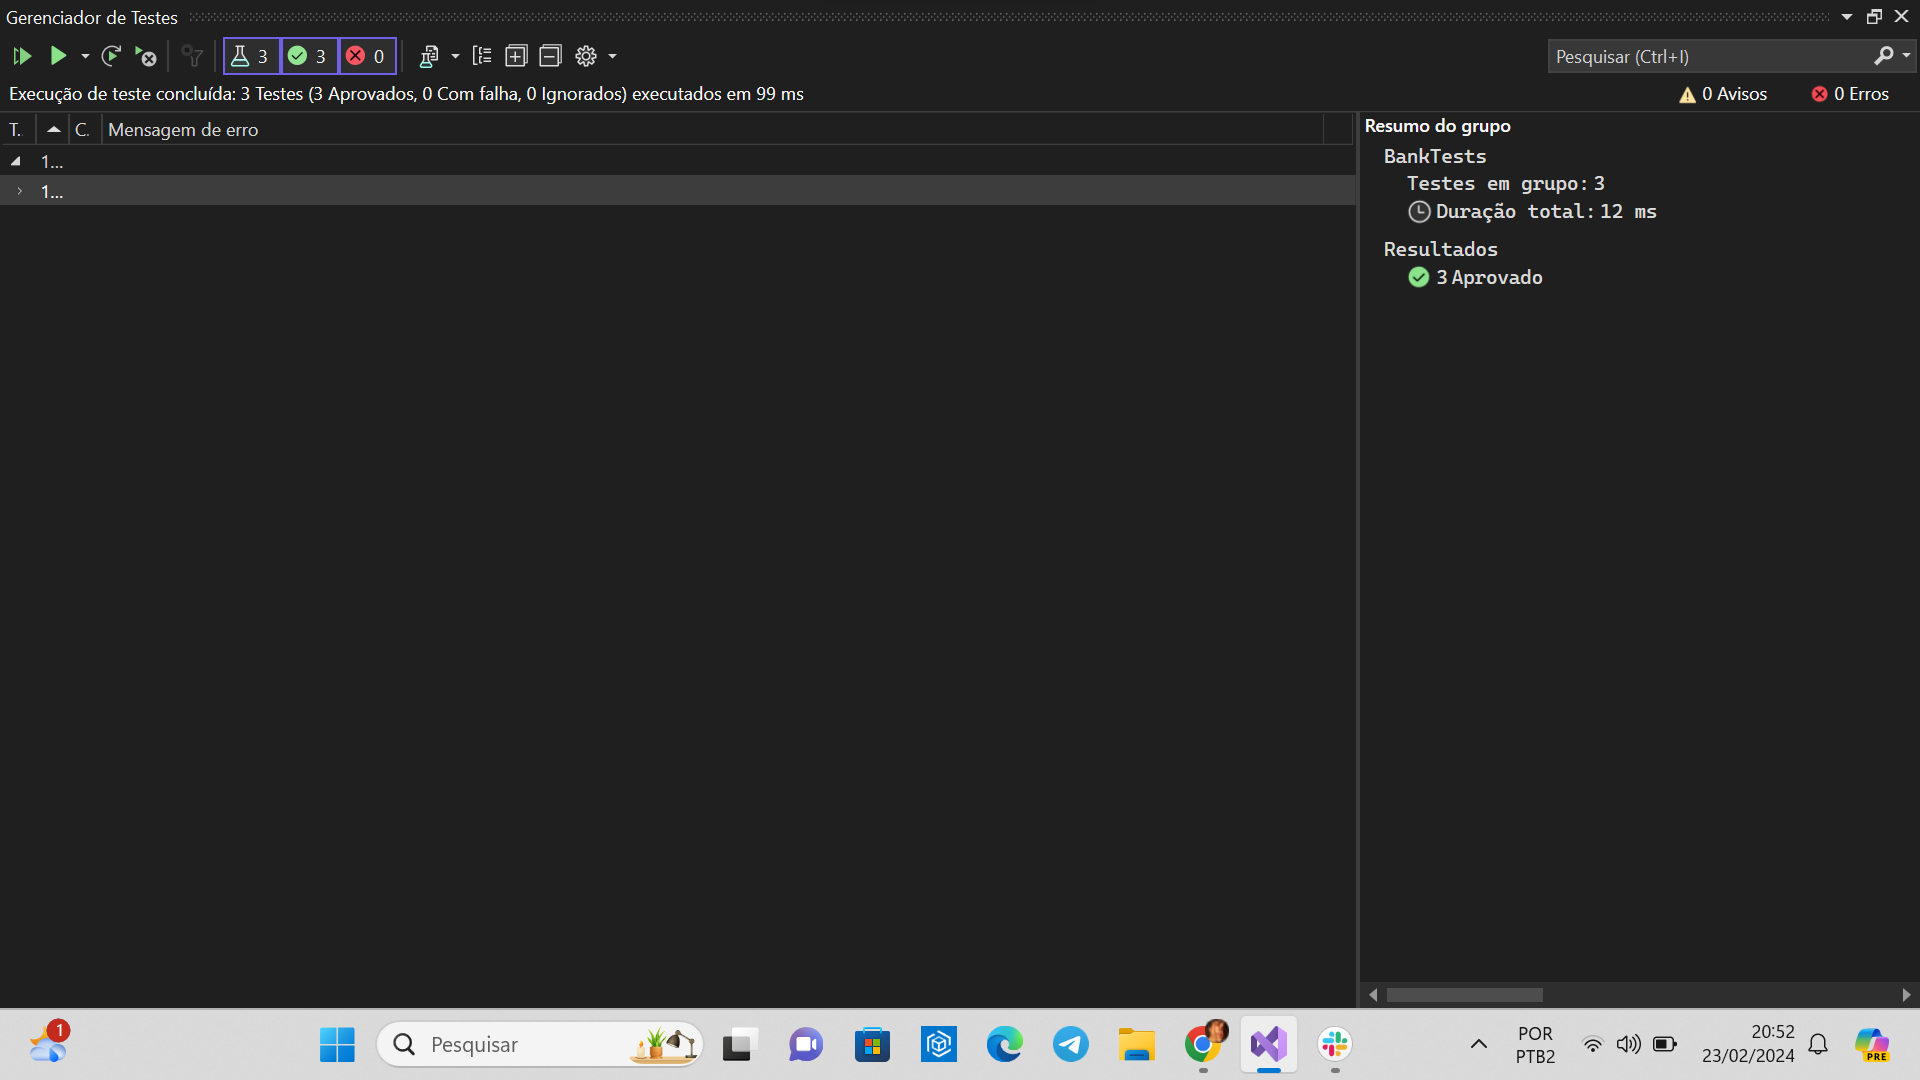 Gerenciador de Testes
3 3 0
Pesquisar (Ctrl+I)
Execução de teste concluída: 3 Testes (3 Aprovados, 0 Com falha, 0 Ignorados) executados em 99 ms
0 Avisos 0 Erros
T. C. Mensagem de erro
1...
1...
Resumo do grupo
BankTests
Testes em grupo: 3
Duração total: 12 ms
Resultados
3 Aprovado
1
Pesquisar
POR
PTB2
20:52
23/02/2024
PRE